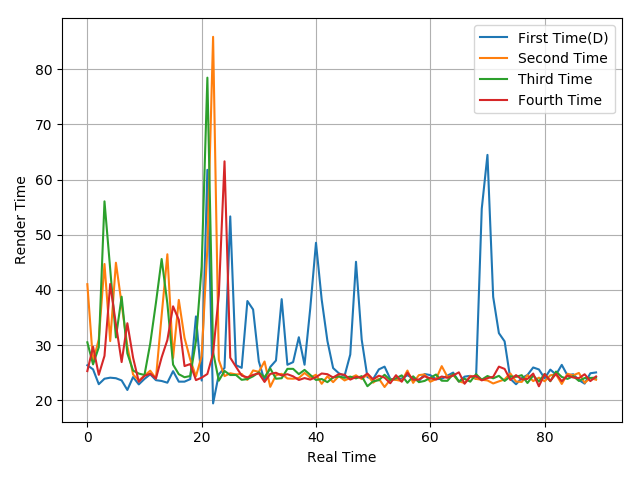 First Time(D)
Second Time
Third Time
Fourth Time
Render Time
80
70
60
50
40
30
20
0 20 40 60 80
Real Time